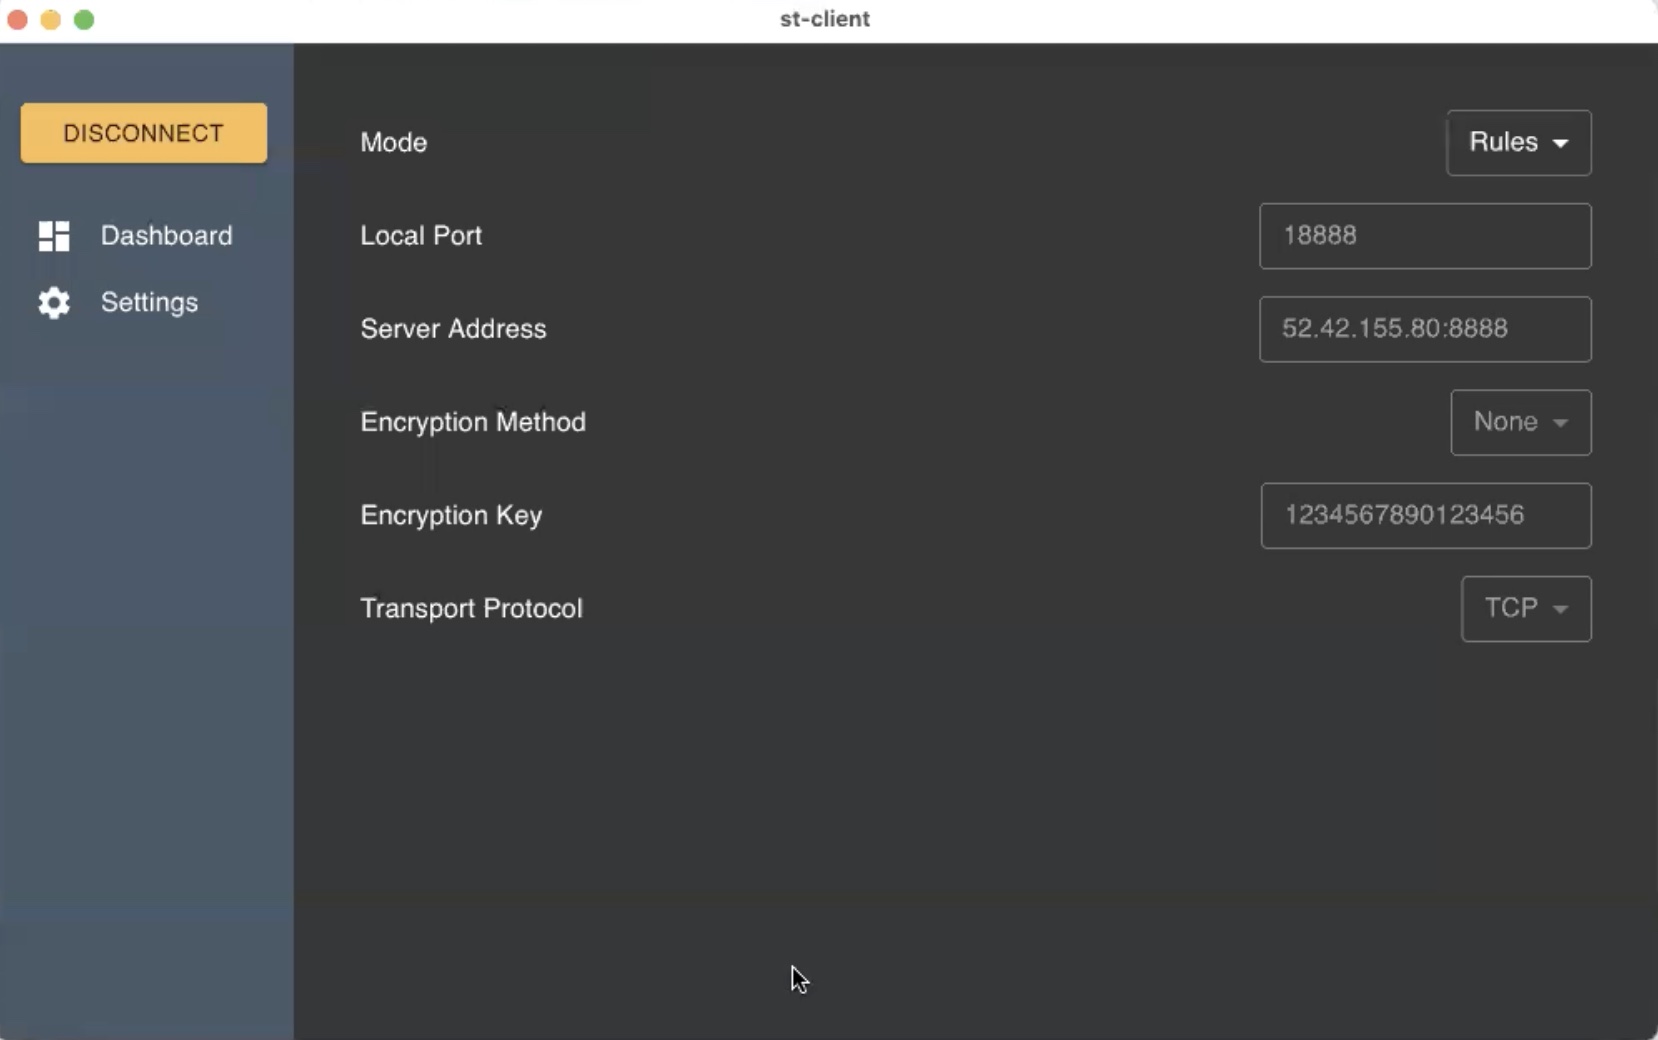 st-client
DISCONNECT
Dashboard
Settings
Mode
Rules
Local Port
18888
Server Address
52.42.155.80:8888
Encryption Method
None
Encryption Key
1234567890123456
Transport Protocol
TCP